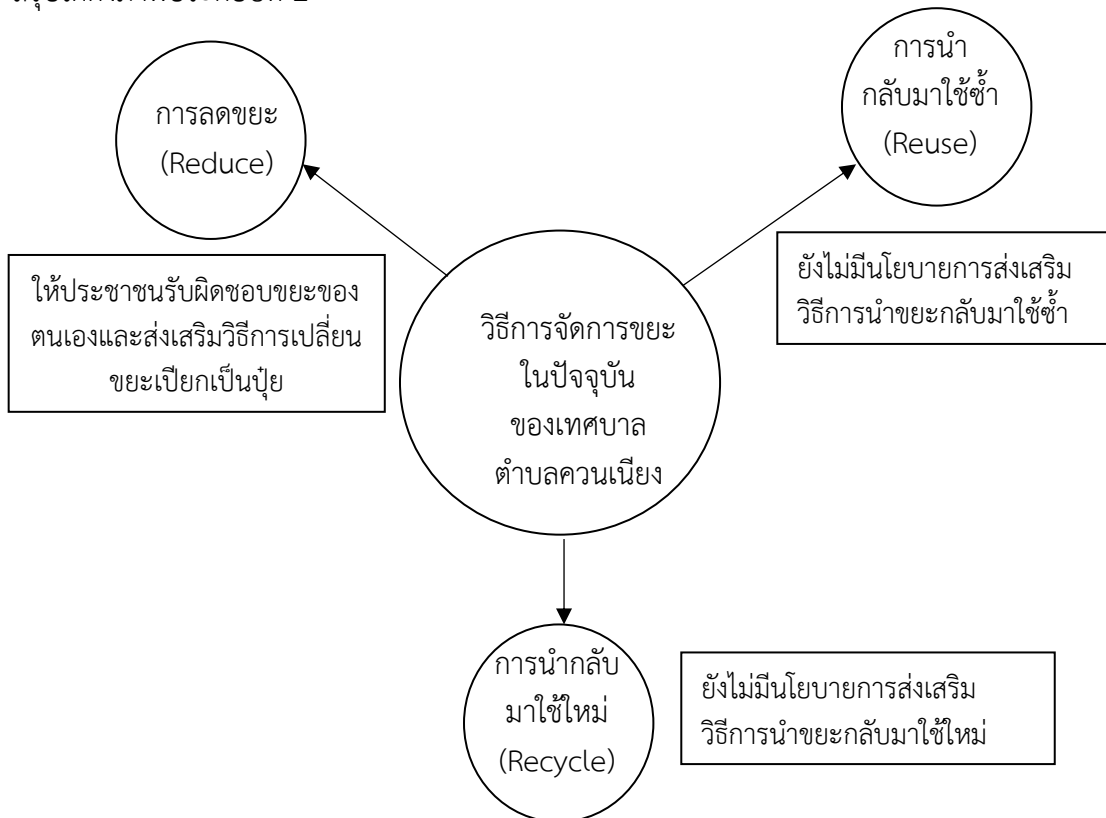 การลดขยะ
(Reduce)
การนำ
กลับมาใช้ซ้ำ
(Reuse)
ให้ประชาชนรับผิดชอบขยะของ
ตนเองและส่งเสริมวิธีการเปลี่ยน
ขยะเปียกเป็นปุ๋ย
ยังไม่มีนโยบายการส่งเสริม
วิธีการนำขยะกลับมาใช้ซ้ำ
วิธีการจัดการขยะ
ในปัจจุบัน
ของเทศบาล
ตำบลควนเนียง
การนำกลับ
มาใช้ใหม่
(Recycle)
ยังไม่มีนโยบายการส่งเสริม
วิธีการนำขยะกลับมาใช้ใหม่